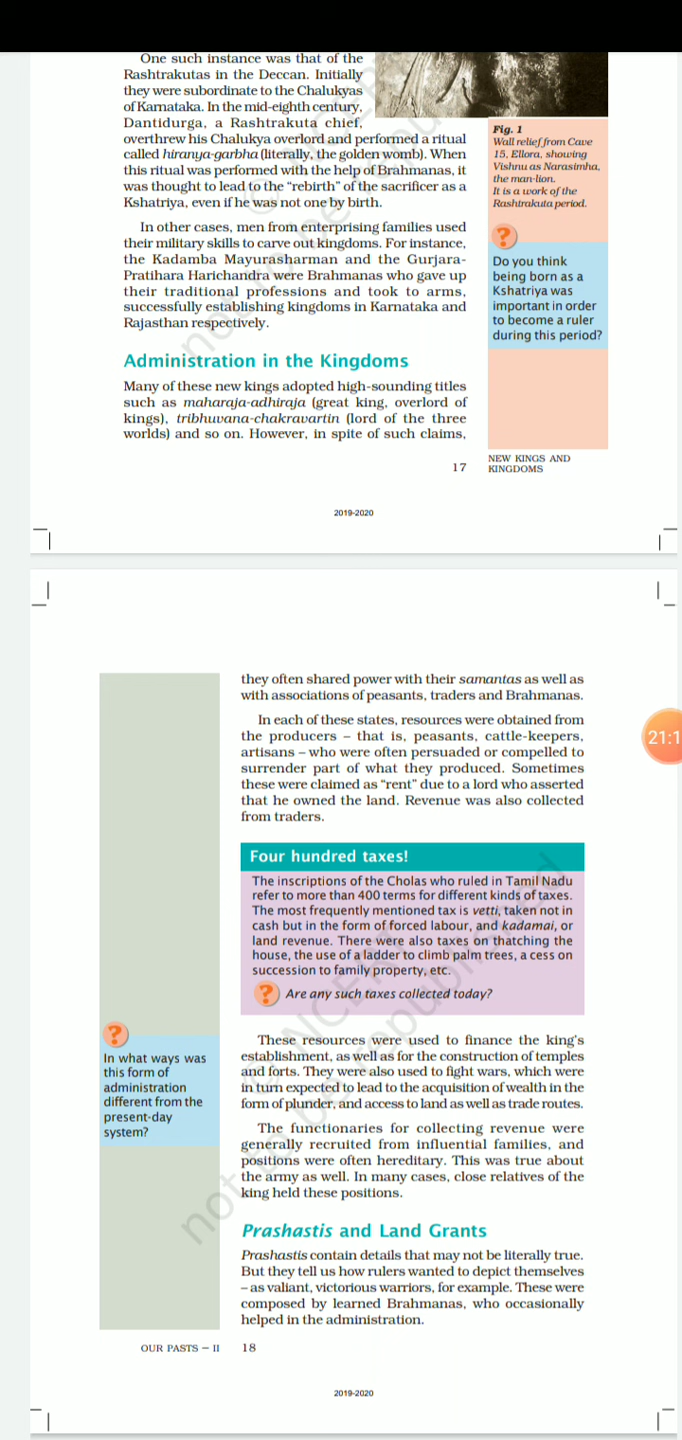 One such instance was that of the
Rashtrakutas in the Deccan. Initially
they were subordinate to the Chalukyas
of Karnataka. In the mid-eighth century,
Dantidurga, a Rashtrakuta chief,
overthrew his Chalukya overlord and performed a ritual
called hiranya-garbha (literally, the golden womb). When
this ritual was performed with the help of Brahmanas, it
was thought to lead to the “rebirth” of the sacrificer as a
Kshatriya, even if he was not one by birth.
In other cases, men from enterprising families used
their military skills to carve out kingdoms. For instance,
the Kadamba Mayurasharman and the Gurjara-
Pratihara Harichandra were Brahmanas who gave up
their traditional professions and took to arms,
successfully establishing kingdoms in Karnataka and
Rajasthan respectively.
Fig. 1
Wall relief from Cave
15, Ellora, showing
Vishnu as Narasimha,
the man-lion.
It is a work of the
Rashtrakuta period.
?
Do you think
being born as a
Kshatriya was
important in order
to become a ruler
during this period?
Administration in the Kingdoms
Many of these new kings adopted high-sounding titles
such as maharaja-adhiraja (great king, overlord of
kings), tribhuvana-chakravartin (lord of the three
worlds) and so on. However, in spite of such claims,
17
NEW KINGS AND
KINGDOMS
2019-2020
they often shared power with their samantas as well as
with associations of peasants, traders and Brahmanas.
In each of these states, resources were obtained from
the producers – that is, peasants, cattle-keepers,
artisans – who were often persuaded or compelled to
surrender part of what they produced. Sometimes
these were claimed as “rent” due to a lord who asserted
that he owned the land. Revenue was also collected
from traders.
21:1
Four hundred taxes!
The inscriptions of the Cholas who ruled in Tamil Nadu
refer to more than 400 terms for different kinds of taxes.
The most frequently mentioned tax is vetti, taken not in
cash but in the form of forced labour, and kadamai, or
land revenue. There were also taxes on thatching the
house, the use of a ladder to climb palm trees, a cess on
succession to family property, etc.
? Are any such taxes collected today?
?
In what ways was
this form of
administration
different from the
present-day
system?
These resources were used to finance the king’s
establishment, as well as for the construction of temples
and forts. They were also used to fight wars, which were
in turn expected to lead to the acquisition of wealth in the
form of plunder, and access to land as well as trade routes.
The functionaries for collecting revenue were
generally recruited from influential families, and
positions were often hereditary. This was true about
the army as well. In many cases, close relatives of the
king held these positions.
Prashastis and Land Grants
Prashastis contain details that may not be literally true.
But they tell us how rulers wanted to depict themselves
– as valiant, victorious warriors, for example. These were
composed by learned Brahmanas, who occasionally
helped in the administration.
OUR PASTS – II 18
2019-2020
© NCERT
not to be republished